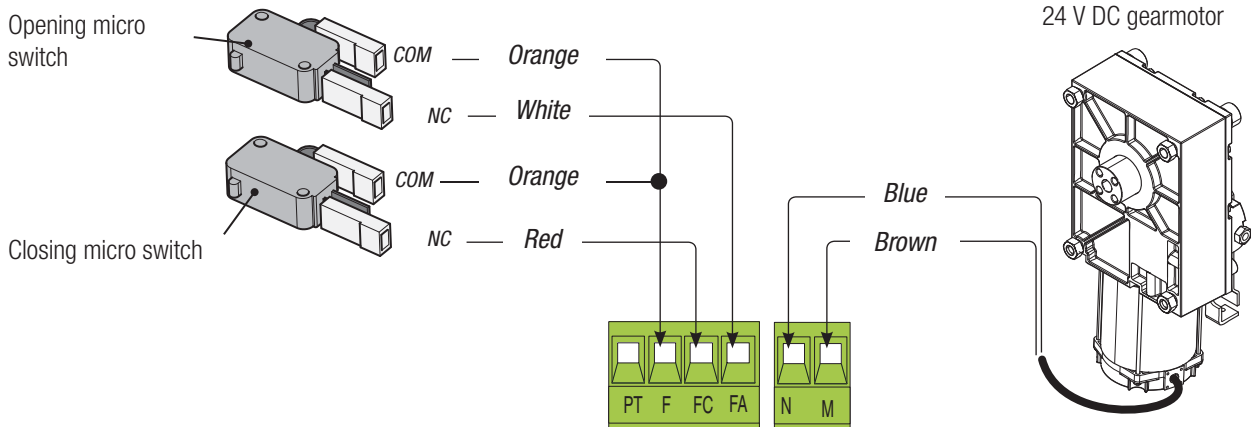 Opening micro
switch
COM
Orange
NC
White
COM
Orange
NC
Red
Closing micro switch
24 V DC gearmotor
Blue
Brown
PT F FC FA
N M